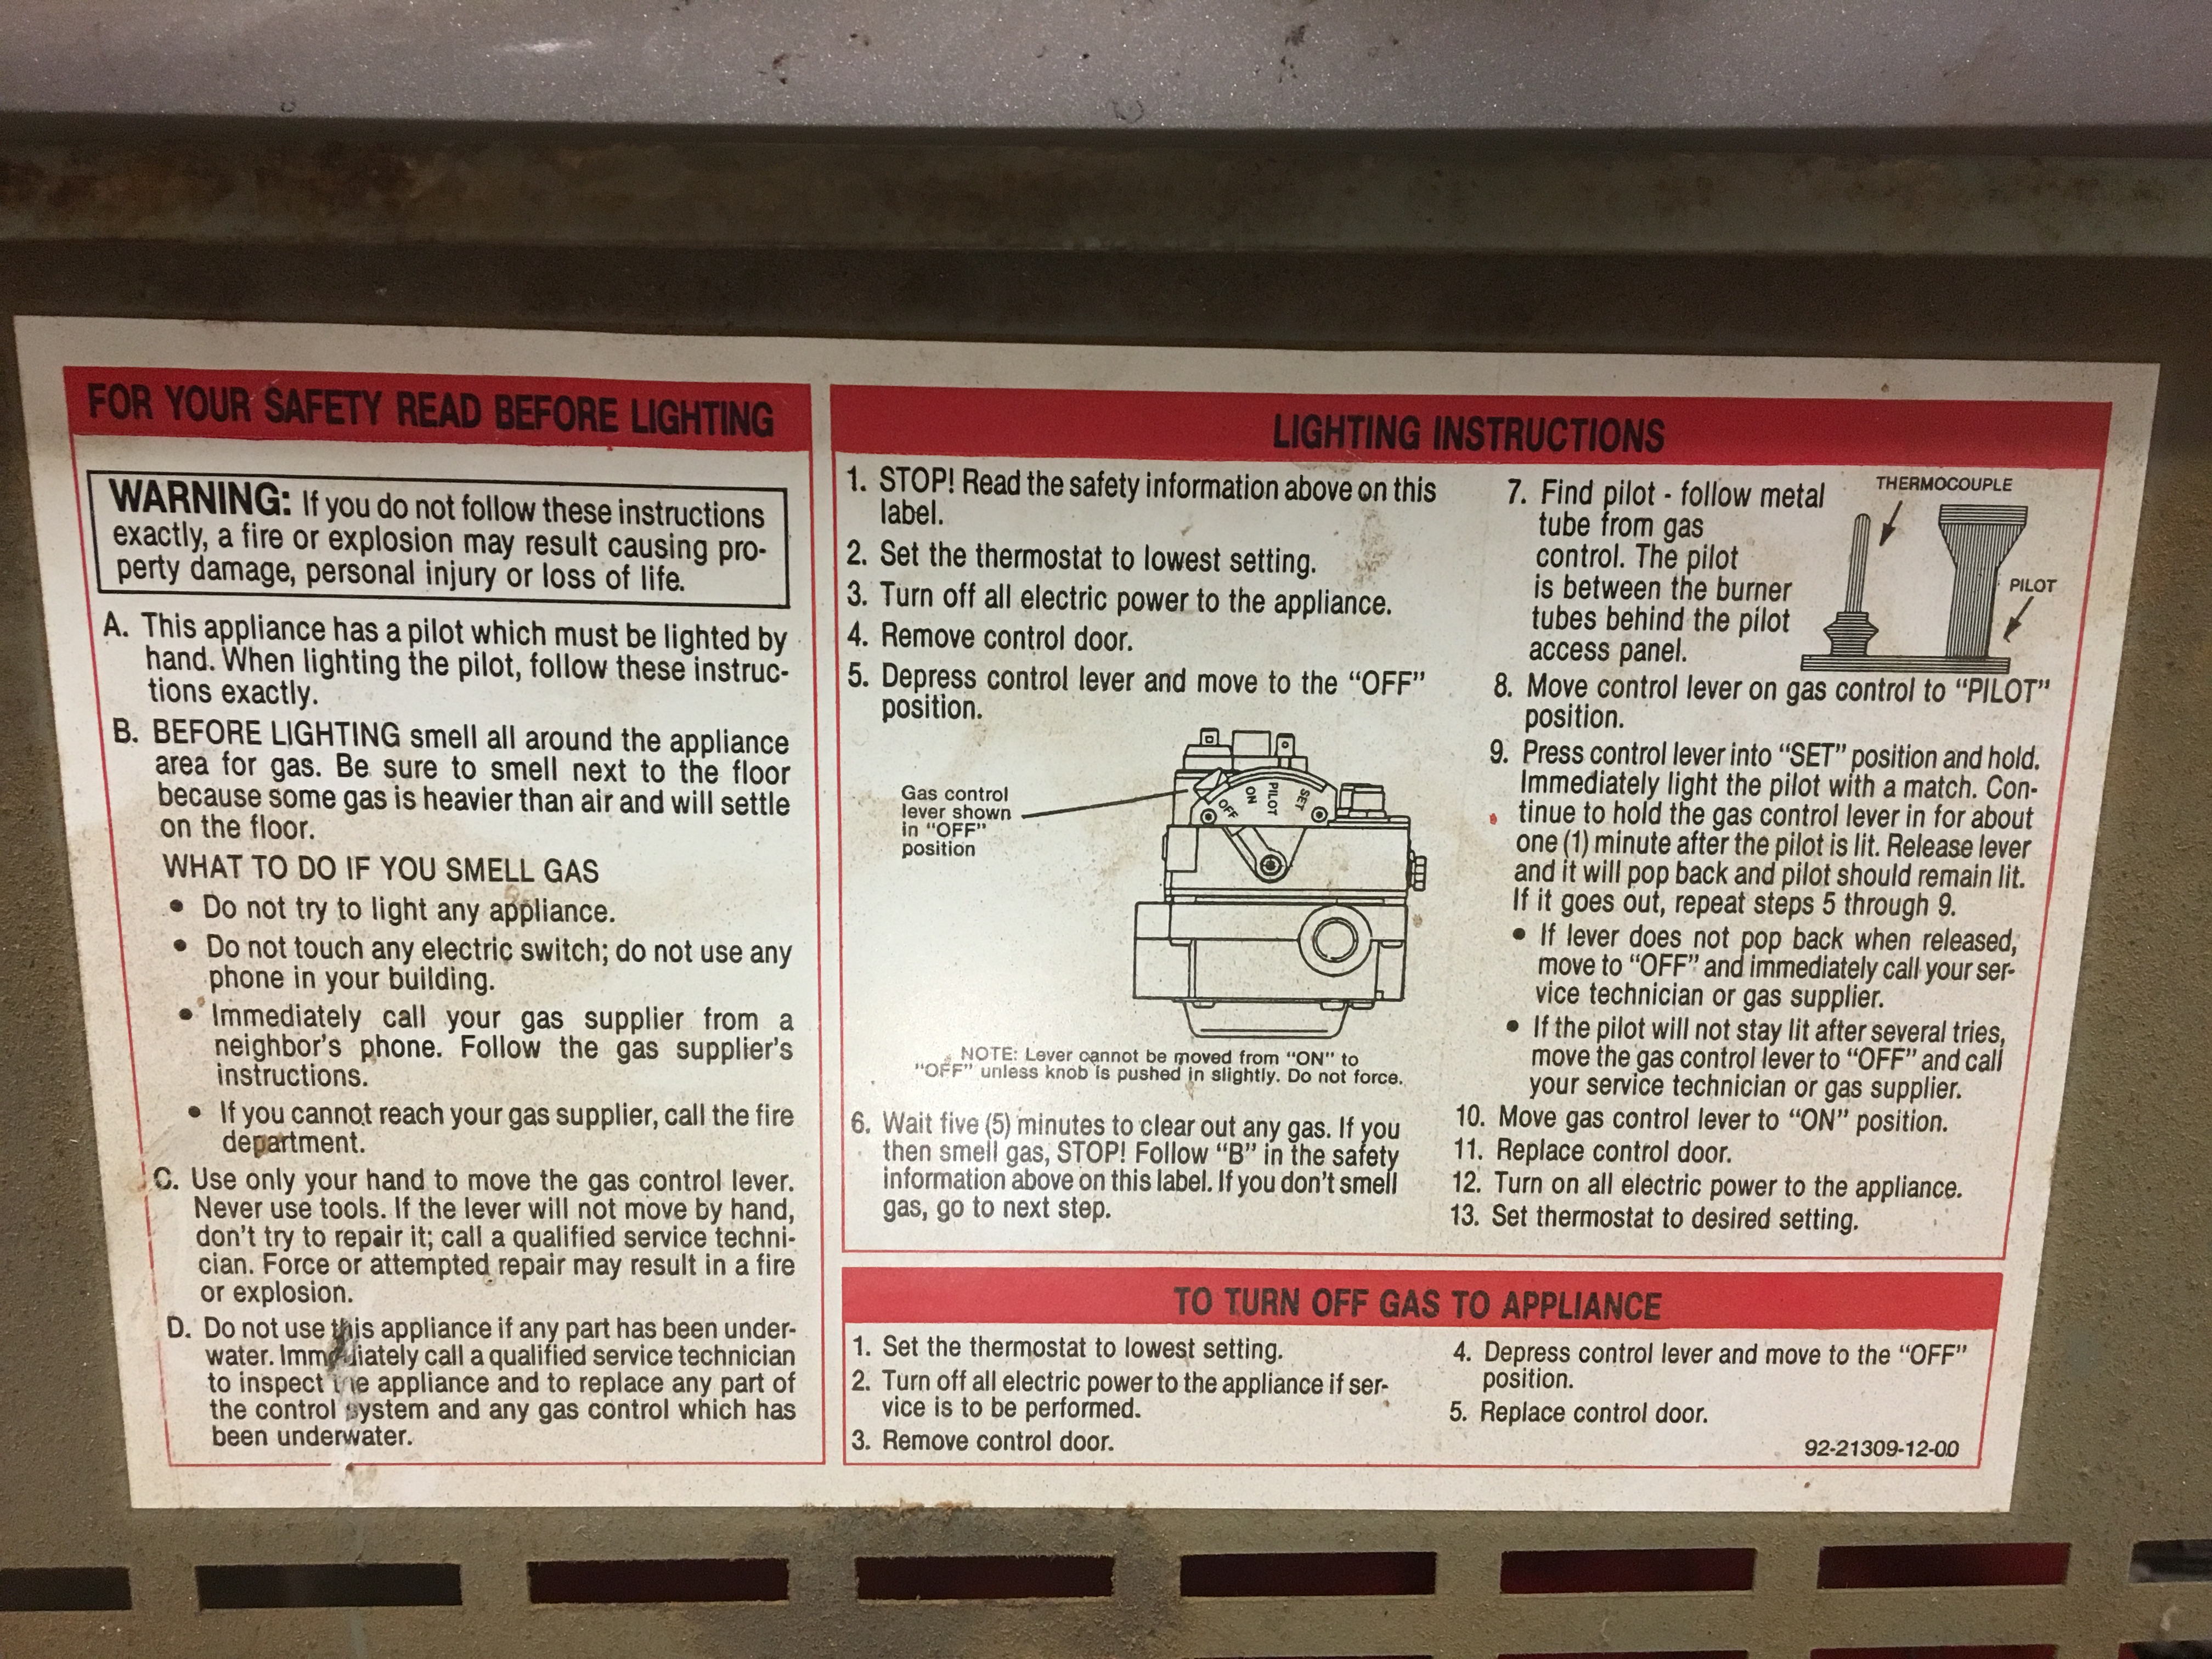 FOR YOUR SAFETY READ BEFORE LIGHTING
WARNING: If you do not follow these instructions
exactly, a fire or explosion may result causing pro-
perty damage, personal injury or loss of life.
A. This appliance has a pilot which must be lighted by
hand. When lighting the pilot, follow these instruc-
tions exactly.
B. BEFORE LIGHTING smell all around the appliance
area for gas. Be sure to smell next to the floor
because some gas is heavier than air and will settle
on the floor.
WHAT TO DO IF YOU SMELL GAS
• Do not try to light any appliance.
• Do not touch any electric switch; do not use any
phone in your building.
• Immediately call your gas supplier from a
neighbor's phone. Follow the gas supplier's
instructions.
• If you cannot reach your gas supplier, call the fire
department.
C. Use only your hand to move the gas control lever.
Never use tools. If the lever will not move by hand,
don't try to repair it; call a qualified service techni-
cian. Force or attempted repair may result in a fire
or explosion.
D. Do not use this appliance if any part has been under-
water. Immediately call a qualified service technician
to inspect the appliance and to replace any part of
the control system and any gas control which has
been underwater.
LIGHTING INSTRUCTIONS
1. STOP! Read the safety information above on this
label.
2. Set the thermostat to lowest setting.
3. Turn off all electric power to the appliance.
4. Remove control door.
5. Depress control lever and move to the “OFF”
position.
Gas control
lever shown
in “OFF”
position
OFF
ON
PILOT
SET
NOTE: Lever cannot be moved from “ON” to
“OFF” unless knob is pushed in slightly. Do not force.
6. Wait five (5) minutes to clear out any gas. If you
then smell gas, STOP! Follow “B” in the safety
information above on this label. If you don't smell
gas, go to next step.
7. Find pilot - follow metal
tube from gas
control. The pilot
is between the burner
tubes behind the pilot
access panel.
THERMOCOUPLE
PILOT
8. Move control lever on gas control to “PILOT”
position.
9. Press control lever into “SET” position and hold.
Immediately light the pilot with a match. Con-
tinue to hold the gas control lever in for about
one (1) minute after the pilot is lit. Release lever
and it will pop back and pilot should remain lit.
If it goes out, repeat steps 5 through 9.
• If lever does not pop back when released,
move to “OFF” and immediately call your ser-
vice technician or gas supplier.
• If the pilot will not stay lit after several tries,
move the gas control lever to “OFF” and call
your service technician or gas supplier.
10. Move gas control lever to “ON” position.
11. Replace control door.
12. Turn on all electric power to the appliance.
13. Set thermostat to desired setting.
TO TURN OFF GAS TO APPLIANCE
1. Set the thermostat to lowest setting.
2. Turn off all electric power to the appliance if ser-
vice is to be performed.
3. Remove control door.
4. Depress control lever and move to the “OFF”
position.
5. Replace control door.
92-21309-12-00